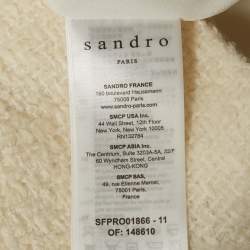 sandro
PARIS
SANDRO FRANCE
150 boulevard Haussmann
75008 Paris
www.sandro-paris.com
SMCP USA Inc.
44 Wall Street, 12th Floor
New York, New York 10005
RN132784
SMCP ASIA Inc.
The Centrium, Suite 3203A-5A, 32/F
60 Wyndham Street, Central
HONG-KONG
SMCP SAS,
49, rue Etienne Marcel,
75001 Paris.
FRANCE
SFPRO01866 - 11
OF: 148610